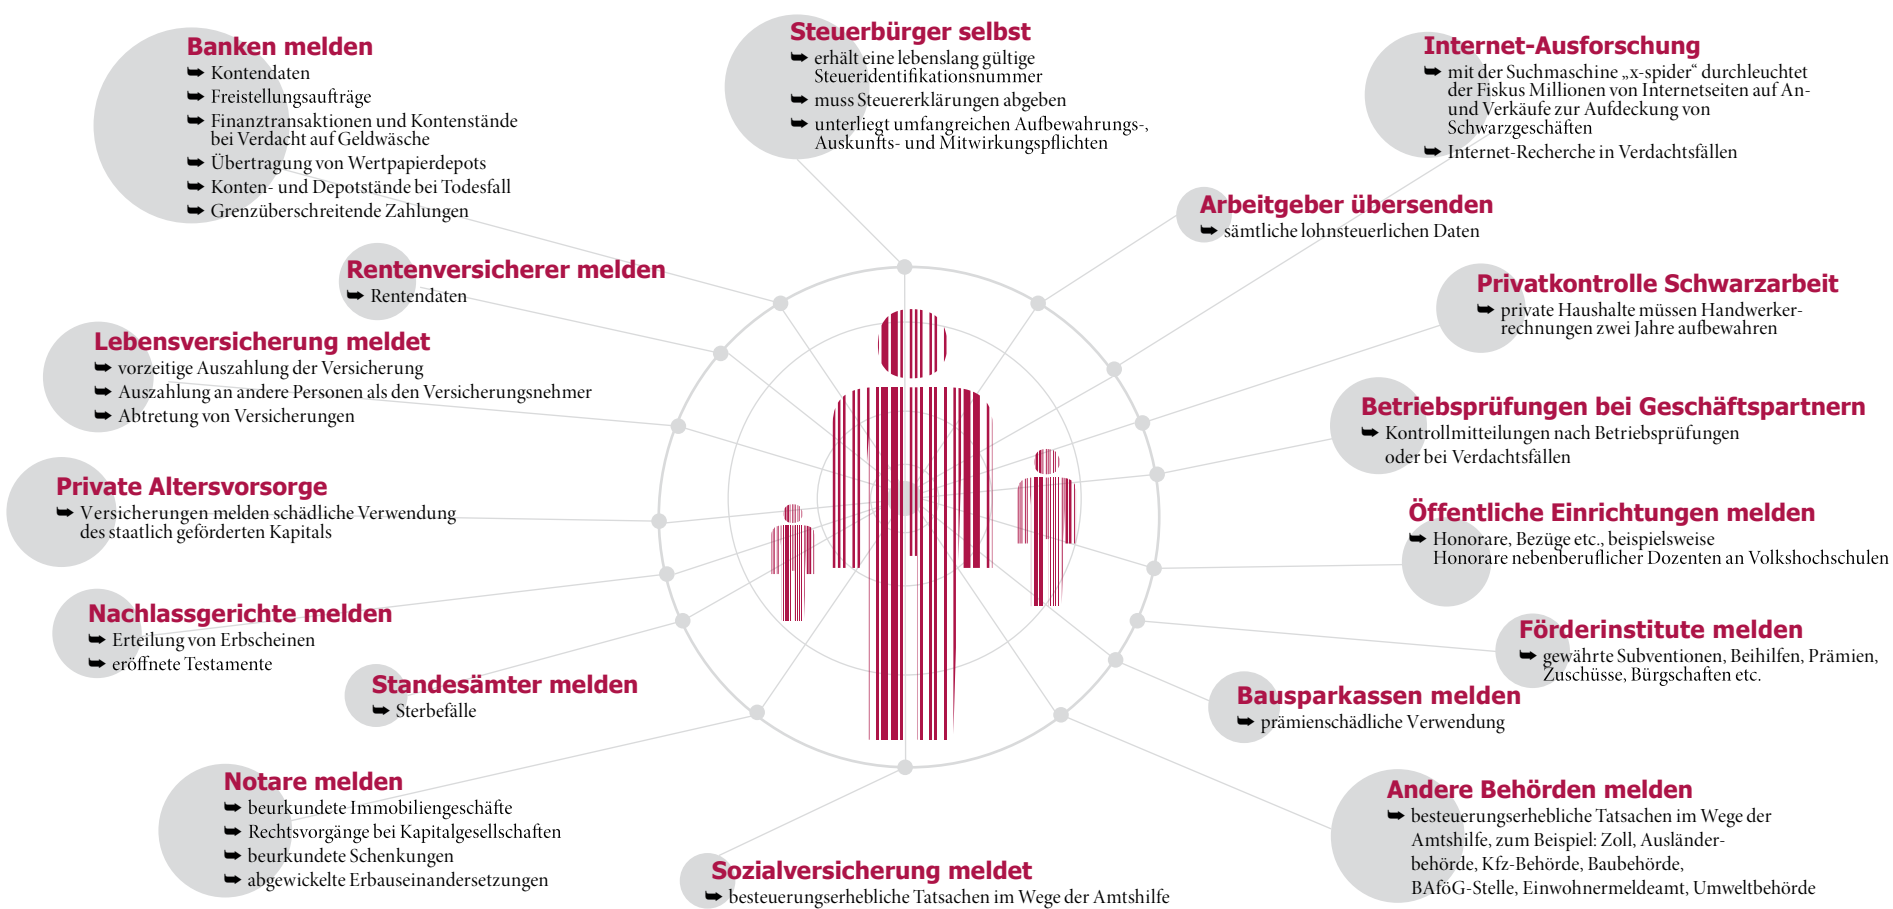 Banken melden
➥ Kontendaten
➥ Freistellungsaufträge
➥ Finanztransaktionen und Kontenstände
bei Verdacht auf Geldwäsche
➥ Übertragung von Wertpapierdepots
➥ Konten- und Depotstände bei Todesfall
➥ Grenzüberschreitende Zahlungen
Steuerbürger selbst
➥ erhält eine lebenslang gültige
Steueridentifikationsnummer
➥ muss Steuererklärungen abgeben
➥ unterliegt umfangreichen Aufbewahrungs-,
Auskunfts- und Mitwirkungspflichten
Internet-Ausforschung
➥ mit der Suchmaschine „x-spider“ durchleuchtet
der Fiskus Millionen von Internetseiten auf An-
und Verkäufe zur Aufdeckung von
Schwarzgeschäften
➥ Internet-Recherche in Verdachtsfällen
Arbeitgeber übersenden
➥ sämtliche lohnsteuerlichen Daten
Rentenversicherer melden
➥ Rentendaten
Privatkontrolle Schwarzarbeit
➥ private Haushalte müssen Handwerker-
rechnungen zwei Jahre aufbewahren
Lebensversicherung meldet
➥ vorzeitige Auszahlung der Versicherung
➥ Auszahlung an andere Personen als den Versicherungsnehmer
➥ Abtretung von Versicherungen
Betriebsprüfungen bei Geschäftspartnern
➥ Kontrollmitteilungen nach Betriebsprüfungen
oder bei Verdachtsfällen
Private Altersvorsorge
➥ Versicherungen melden schädliche Verwendung
des staatlich geförderten Kapitals
Öffentliche Einrichtungen melden
➥ Honorare, Bezüge etc., beispielsweise
Honorare nebenberuflicher Dozenten an Volkshochschulen
Nachlassgerichte melden
➥ Erteilung von Erbscheinen
➥ eröffnete Testamente
Förderinstitute melden
➥ gewährte Subventionen, Beihilfen, Prämien,
Zuschüsse, Bürgschaften etc.
Standesämter melden
➥ Sterbefälle
Bausparkassen melden
➥ prämienschädliche Verwendung
Notare melden
➥ beurkundete Immobiliengeschäfte
➥ Rechtsvorgänge bei Kapitalgesellschaften
➥ beurkundete Schenkungen
➥ abgewickelte Erbauseinandersetzungen
Andere Behörden melden
➥ besteuerungserhebliche Tatsachen im Wege der
Amtshilfe, zum Beispiel: Zoll, Ausländer-
behörde, Kfz-Behörde, Baubehörde,
BAföG-Stelle, Einwohnermeldeamt, Umweltbehörde
Sozialversicherung meldet
➥ besteuerungserhebliche Tatsachen im Wege der Amtshilfe